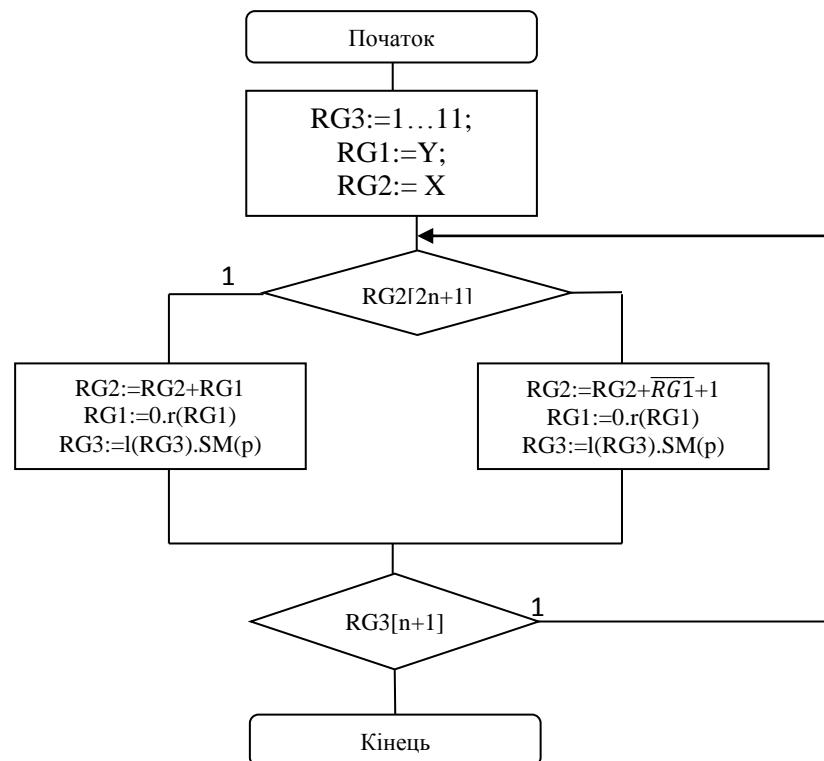 Початок
RG3:=1…11;
RG1:=Y;
RG2:= X
1
RG2[2n+1]
RG2:=RG2+RG1
RG1:=0.r(RG1)
RG3:=l(RG3).SM(p)
RG2:=RG2+\overline{RG1}+1
RG1:=0.r(RG1)
RG3:=l(RG3).SM(p)
RG3[n+1]
1
Кінець